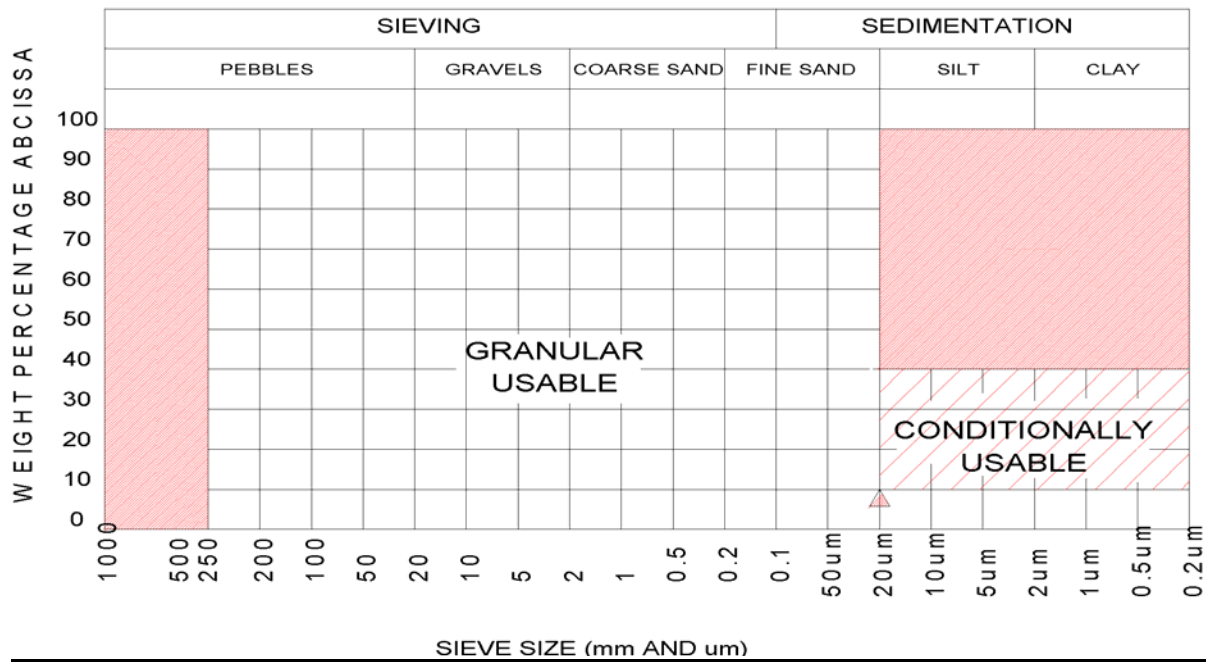 SIEVING SEDIMENTATION
PEBBLES GRAVELS COARSE SAND FINE SAND SILT CLAY
WEIGHT PERCENTAGE ABCISSA
100
90
80
70
60
50
40
30
20
10
0
GRANULAR
USABLE
CONDITIONALLY
USABLE
1000 500 250 200 100 50 20 10 5 2 1 0.5 0.2 0.1 50um 20um 10um 5um 2um 1um 0.5um 0.2um
SIEVE SIZE (mm AND um)